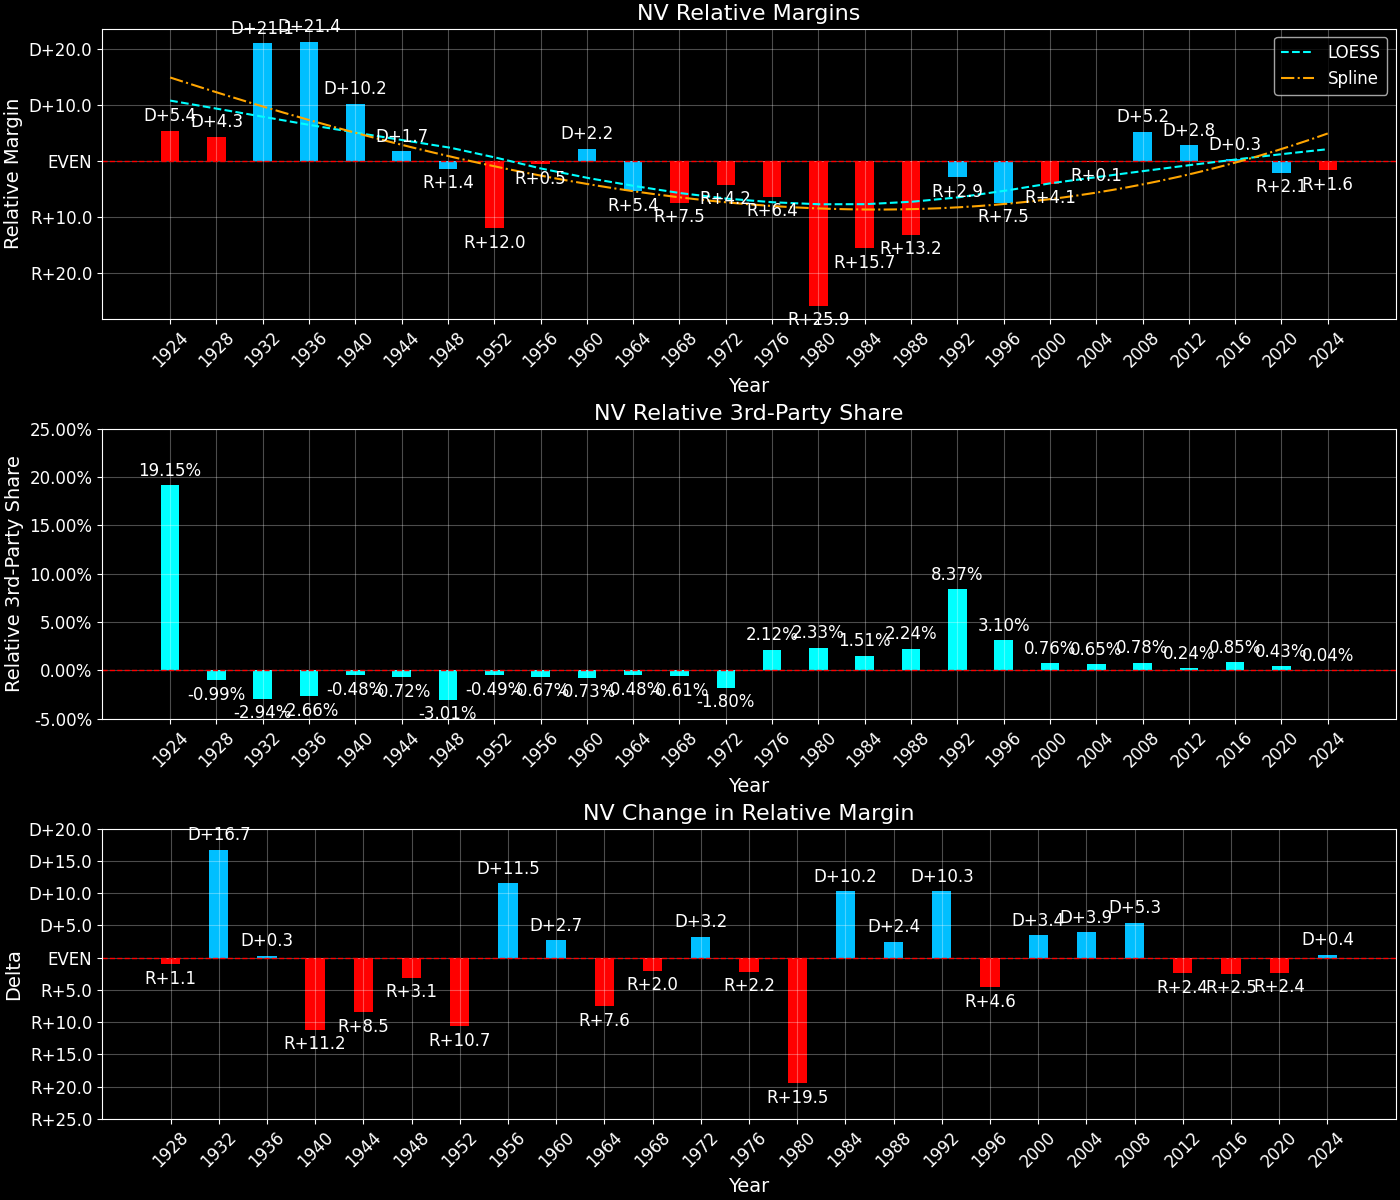 NV Relative Margins
Relative Margin
D+20.0
D+10.0
EVEN
R+10.0
R+20.0
LOESS
Spline
D+5.4
D+4.3
D+21.1
D+21.4
D+10.2
D+1.7
R+1.4
R+12.0
R+0.5
D+2.2
R+5.4
R+7.5
R+4.2
R+6.4
R+25.9
R+15.7
R+13.2
R+2.9
R+7.5
R+4.1
R+0.1
D+5.2
D+2.8
D+0.3
R+2.1
R+1.6
1924 1928 1932 1936 1940 1944 1948 1952 1956 1960 1964 1968 1972 1976 1980 1984 1988 1992 1996 2000 2004 2008 2012 2016 2020 2024
Year
NV Relative 3rd-Party Share
Relative 3rd-Party Share
25.00%
20.00%
15.00%
10.00%
5.00%
0.00%
-5.00%
19.15%
-0.99%
-2.94%
-2.66%
-0.48%
-0.72%
-3.01%
-0.49%
-0.67%
-0.73%
-0.48%
-0.61%
-1.80%
2.12%
2.33%
1.51%
2.24%
8.37%
3.10%
0.76%
0.65%
0.78%
0.24%
0.85%
0.43%
0.04%
1924 1928 1932 1936 1940 1944 1948 1952 1956 1960 1964 1968 1972 1976 1980 1984 1988 1992 1996 2000 2004 2008 2012 2016 2020 2024
Year
NV Change in Relative Margin
Delta
D+20.0
D+15.0
D+10.0
D+5.0
EVEN
R+5.0
R+10.0
R+15.0
R+20.0
R+25.0
R+1.1
D+16.7
D+0.3
R+11.2
R+8.5
R+3.1
R+10.7
D+11.5
D+2.7
R+7.6
R+2.0
D+3.2
R+2.2
R+19.5
D+10.2
D+2.4
D+10.3
R+4.6
D+3.4
D+3.9
D+5.3
R+2.4
R+2.5
R+2.4
D+0.4
1928 1932 1936 1940 1944 1948 1952 1956 1960 1964 1968 1972 1976 1980 1984 1988 1992 1996 2000 2004 2008 2012 2016 2020 2024
Year